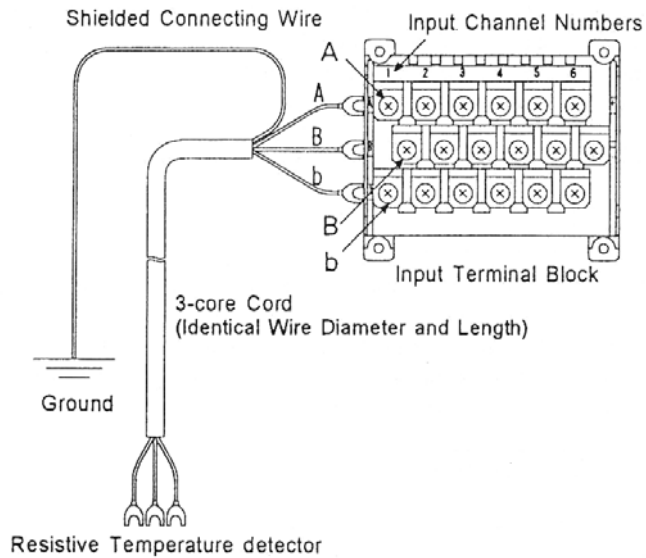 Shielded Connecting Wire
Input Channel Numbers
A
1 2 3 4 5 6
A
A
B
B
b
B
b
Input Terminal Block
3-core Cord
(Identical Wire Diameter and Length)
Ground
Resistive Temperature detector